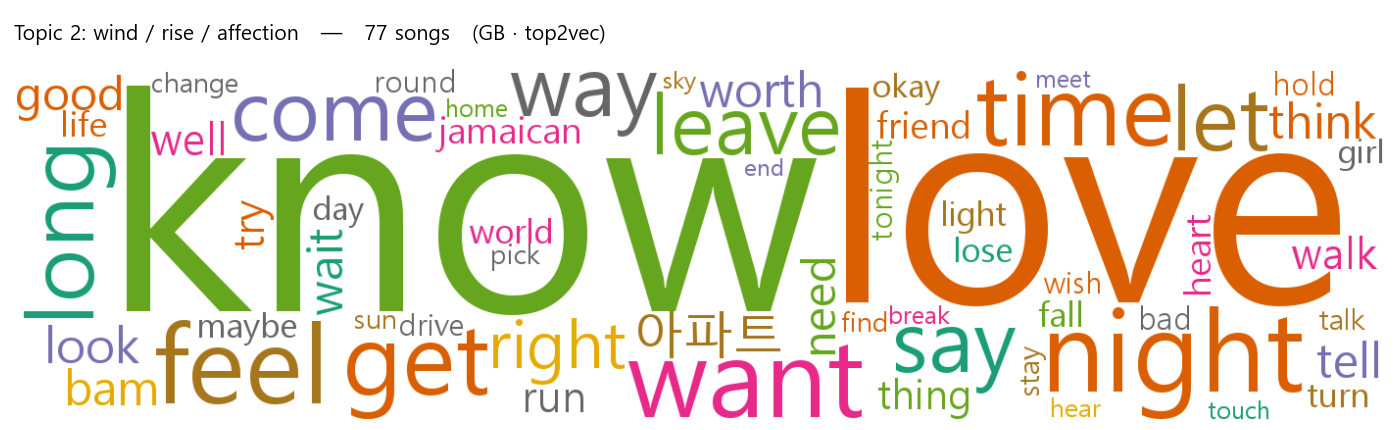 Topic 2: wind / rise / affection — 77 songs (GB · top2vec)
good
change
round
way
sky
worth
okay
time
meet
hold
life
come
home
leave
friend
let
think
well
jamaican
girl
long
know
end
tonight
love
try
day
world
pick
light
lose
heart
walk
wait
need
wish
look
maybe
sun
drive
right
아파트
find
break
fall
bad
talk
feel
get
say
night
tell
bam
run
want
thing
stay
hear
touch
turn